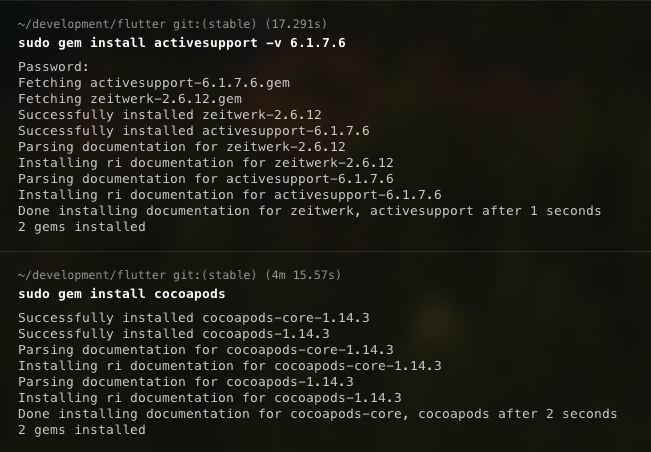 ~/development/flutter git:(stable) (17.291s)
sudo gem install activesupport -v 6.1.7.6
Password:
Fetching activesupport-6.1.7.6.gem
Fetching zeitwerk-2.6.12.gem
Successfully installed zeitwerk-2.6.12
Successfully installed activesupport-6.1.7.6
Parsing documentation for zeitwerk-2.6.12
Installing ri documentation for zeitwerk-2.6.12
Parsing documentation for activesupport-6.1.7.6
Installing ri documentation for activesupport-6.1.7.6
Done installing documentation for zeitwerk, activesupport after 1 seconds
2 gems installed
~/development/flutter git:(stable) (4m 15.57s)
sudo gem install cocoapods
Successfully installed cocoapods-core-1.14.3
Successfully installed cocoapods-1.14.3
Parsing documentation for cocoapods-core-1.14.3
Installing ri documentation for cocoapods-core-1.14.3
Parsing documentation for cocoapods-1.14.3
Installing ri documentation for cocoapods-1.14.3
Done installing documentation for cocoapods-core, cocoapods after 2 seconds
2 gems installed